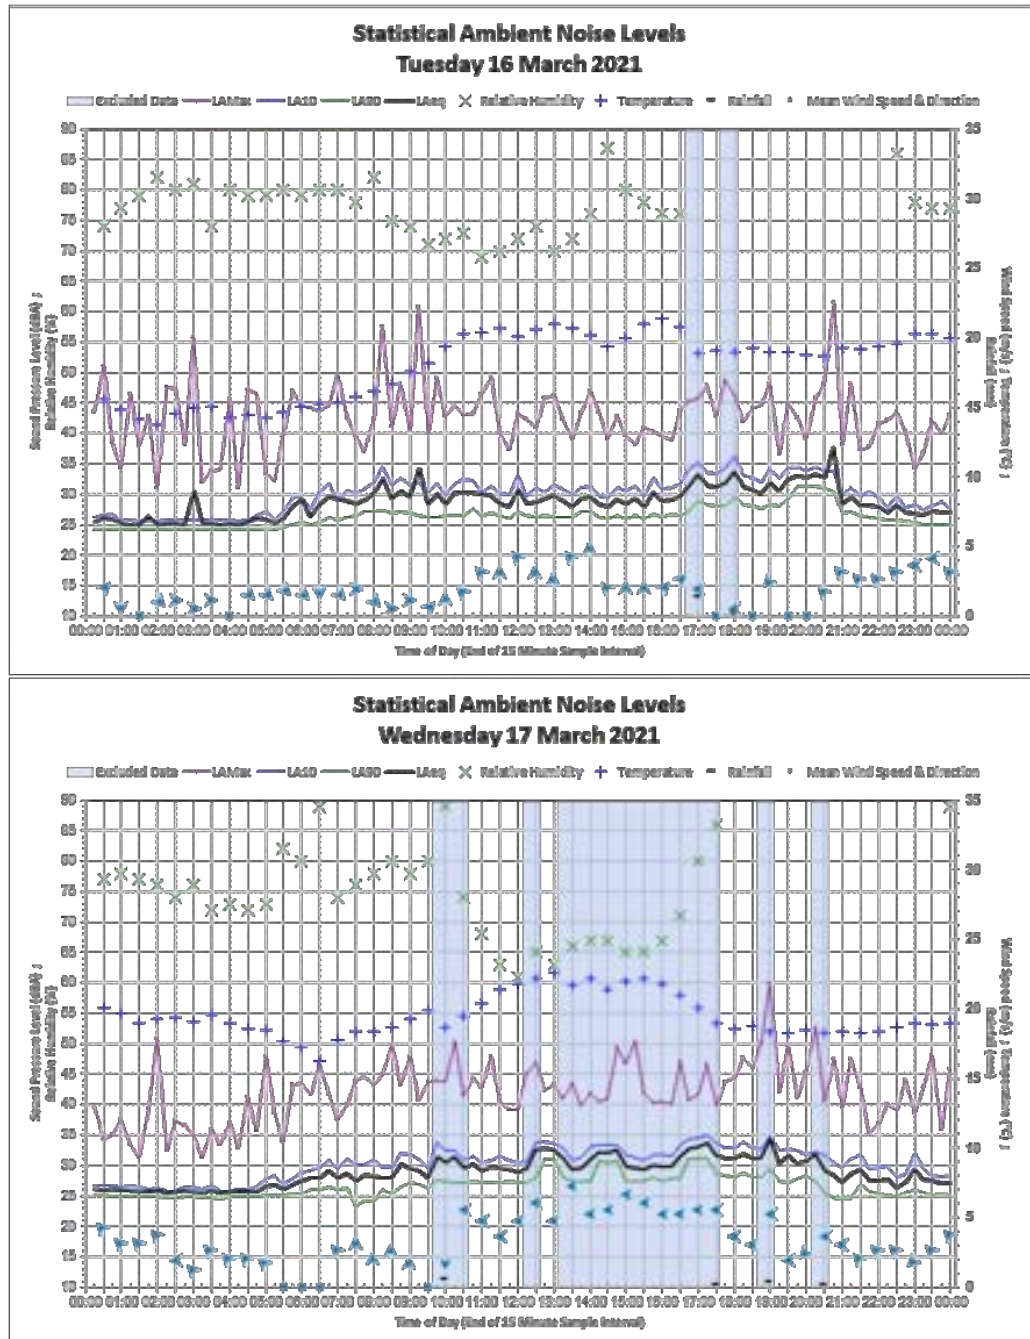 Statistical Ambient Noise Levels
Tuesday 16 March 2021
Excluded Data LAMax LA10 LA90 LAeq Relative Humidity Temperature Rainfall Mean Wind Speed & Direction
90
85
80
75
70
65
60
55
50
45
40
35
30
25
20
15
10
Sound Pressure Level (dBA) ;
Relative Humidity (%)
35
30
25
20
15
10
5
0
Wind Speed (m/s) ; Temperature (°C) ;
Rainfall (mm)
00:00 01:00 02:00 03:00 04:00 05:00 06:00 07:00 08:00 09:00 10:00 11:00 12:00 13:00 14:00 15:00 16:00 17:00 18:00 19:00 20:00 21:00 22:00 23:00 00:00
Time of Day (End of 15 Minute Sample Interval)
Statistical Ambient Noise Levels
Wednesday 17 March 2021
Excluded Data LAMax LA10 LA90 LAeq Relative Humidity Temperature Rainfall Mean Wind Speed & Direction
90
85
80
75
70
65
60
55
50
45
40
35
30
25
20
15
10
Sound Pressure Level (dBA) ;
Relative Humidity (%)
35
30
25
20
15
10
5
0
Wind Speed (m/s) ; Temperature (°C) ;
Rainfall (mm)
00:00 01:00 02:00 03:00 04:00 05:00 06:00 07:00 08:00 09:00 10:00 11:00 12:00 13:00 14:00 15:00 16:00 17:00 18:00 19:00 20:00 21:00 22:00 23:00 00:00
Time of Day (End of 15 Minute Sample Interval)